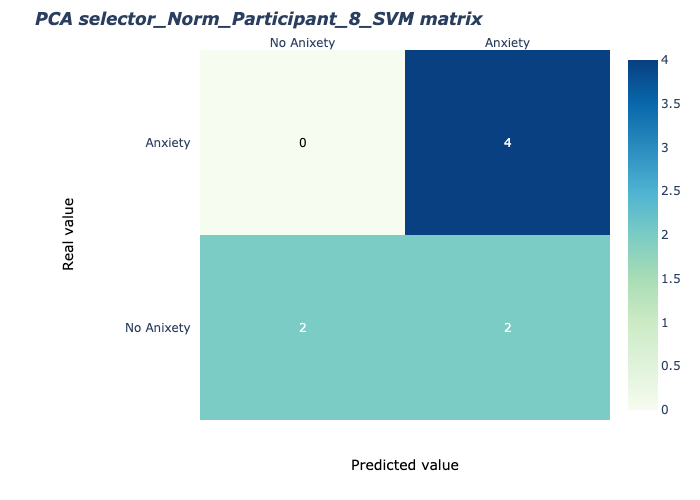 PCA selector_Norm_Participant_8_SVM matrix
No Anixety
Anxiety
Anxiety
0
4
No Anixety
2
2
Real value
Predicted value
4
3.5
3
2.5
2
1.5
1
0.5
0